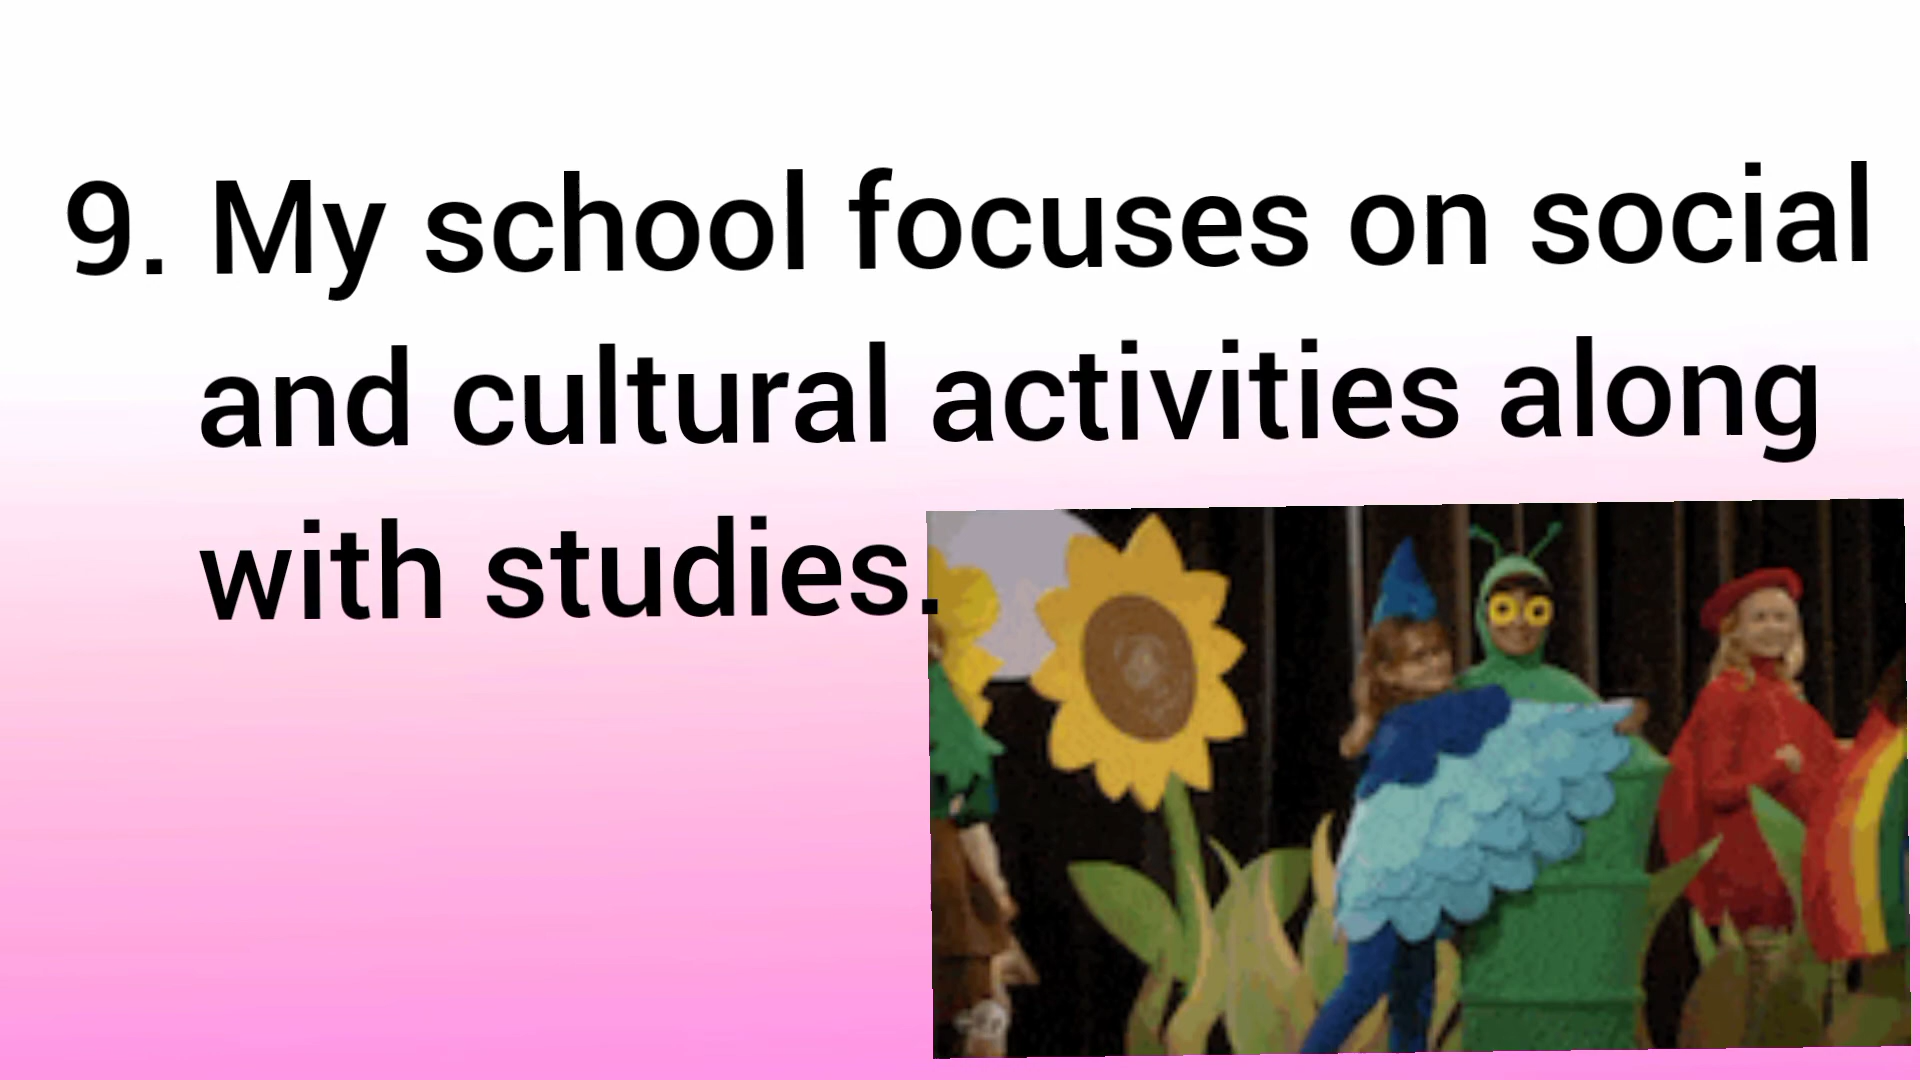 9. My school focuses on social
and cultural activities along
with studies.